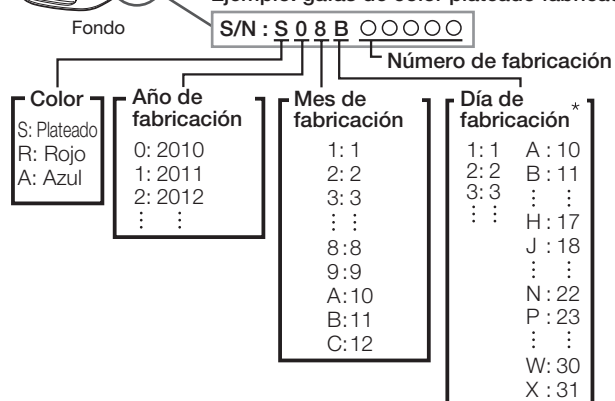 Ejemplo: gafas de color plateado fabrica
Fondo
S/N : S 0 8 B ○○○○○
Número de fabricación
Color
S: Plateado
R: Rojo
A: Azul
Año de
fabricación
0: 2010
1: 2011
2: 2012
⋮ ⋮
Mes de
fabricación
1: 1
2: 2
3: 3
⋮ ⋮
8:8
9:9
A:10
B:11
C:12
Día de
fabricación *
1: 1
2: 2
3: 3
⋮ ⋮
A : 10
B : 11
⋮ ⋮
H : 17
J : 18
⋮ ⋮
N : 22
P : 23
⋮ ⋮
W: 30
X : 31